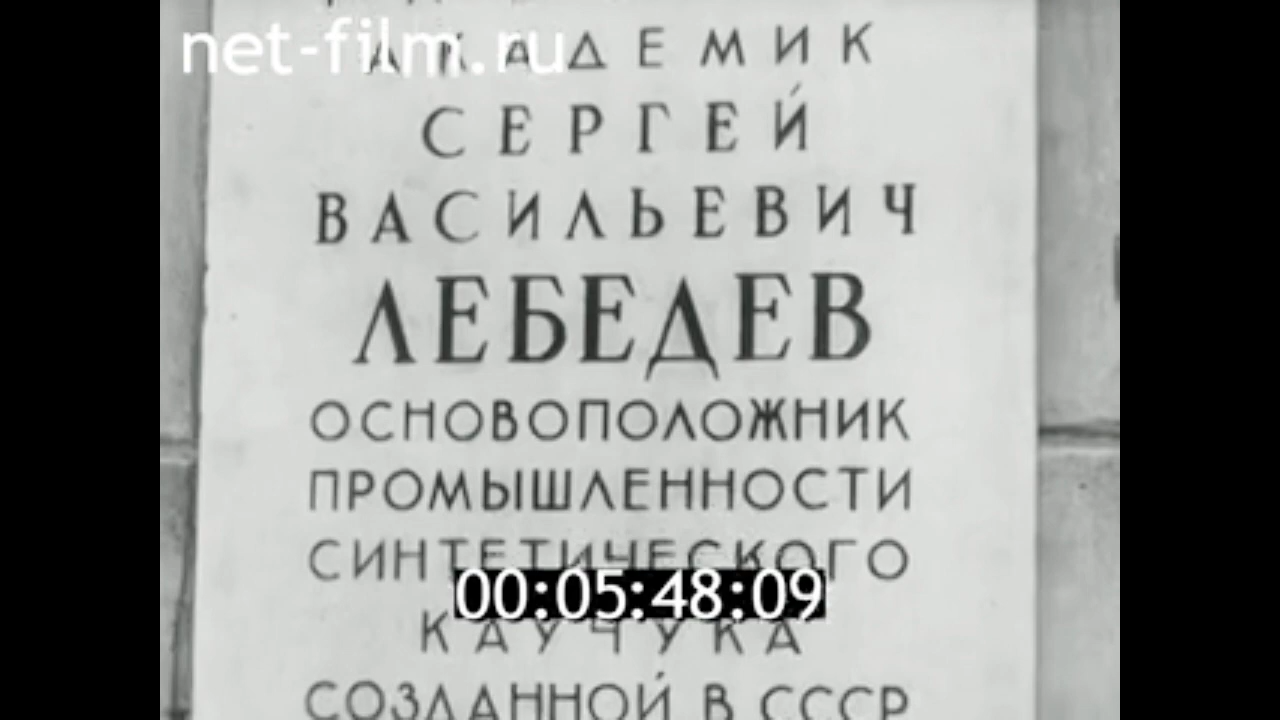 net-film.ru
АКАДЕМИК
СЕРГЕЙ
ВАСИЛЬЕВИЧ
ЛЕБЕДЕВ
ОСНОВОПОЛОЖНИК
ПРОМЫШЛЕННОСТИ
СИНТЕТИЧЕСКОГО
00:05:48:09
КАУЧУКА
СОЗДАННОЙ В СССР